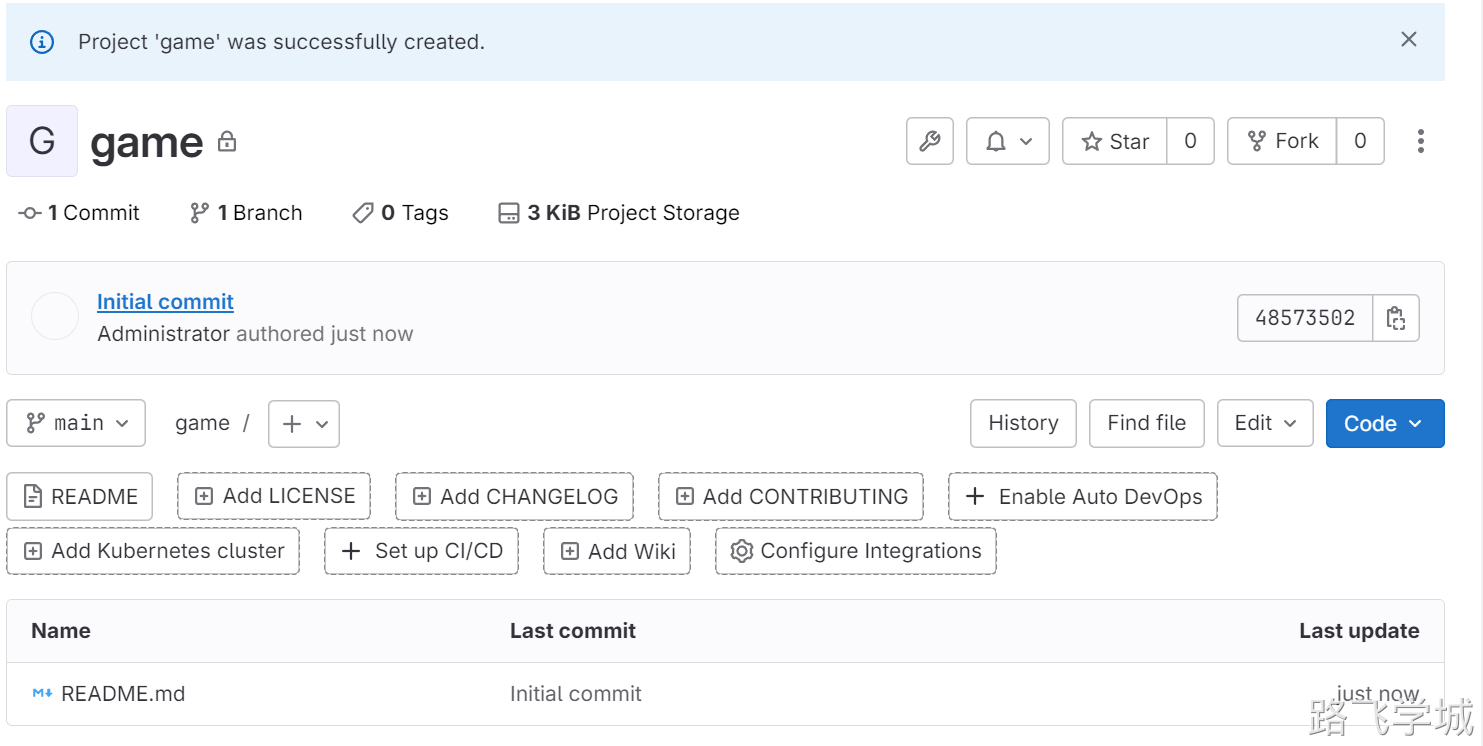 Project 'game' was successfully created.
G game Star 0 Fork 0
1 Commit 1 Branch 0 Tags 3 KiB Project Storage
Initial commit
Administrator authored just now
48573502
main game / History Find file Edit Code
README Add LICENSE Add CHANGELOG Add CONTRIBUTING Enable Auto DevOps
Add Kubernetes cluster Set up CI/CD Add Wiki Configure Integrations
Name Last commit Last update
README.md Initial commit just now
路飞学城